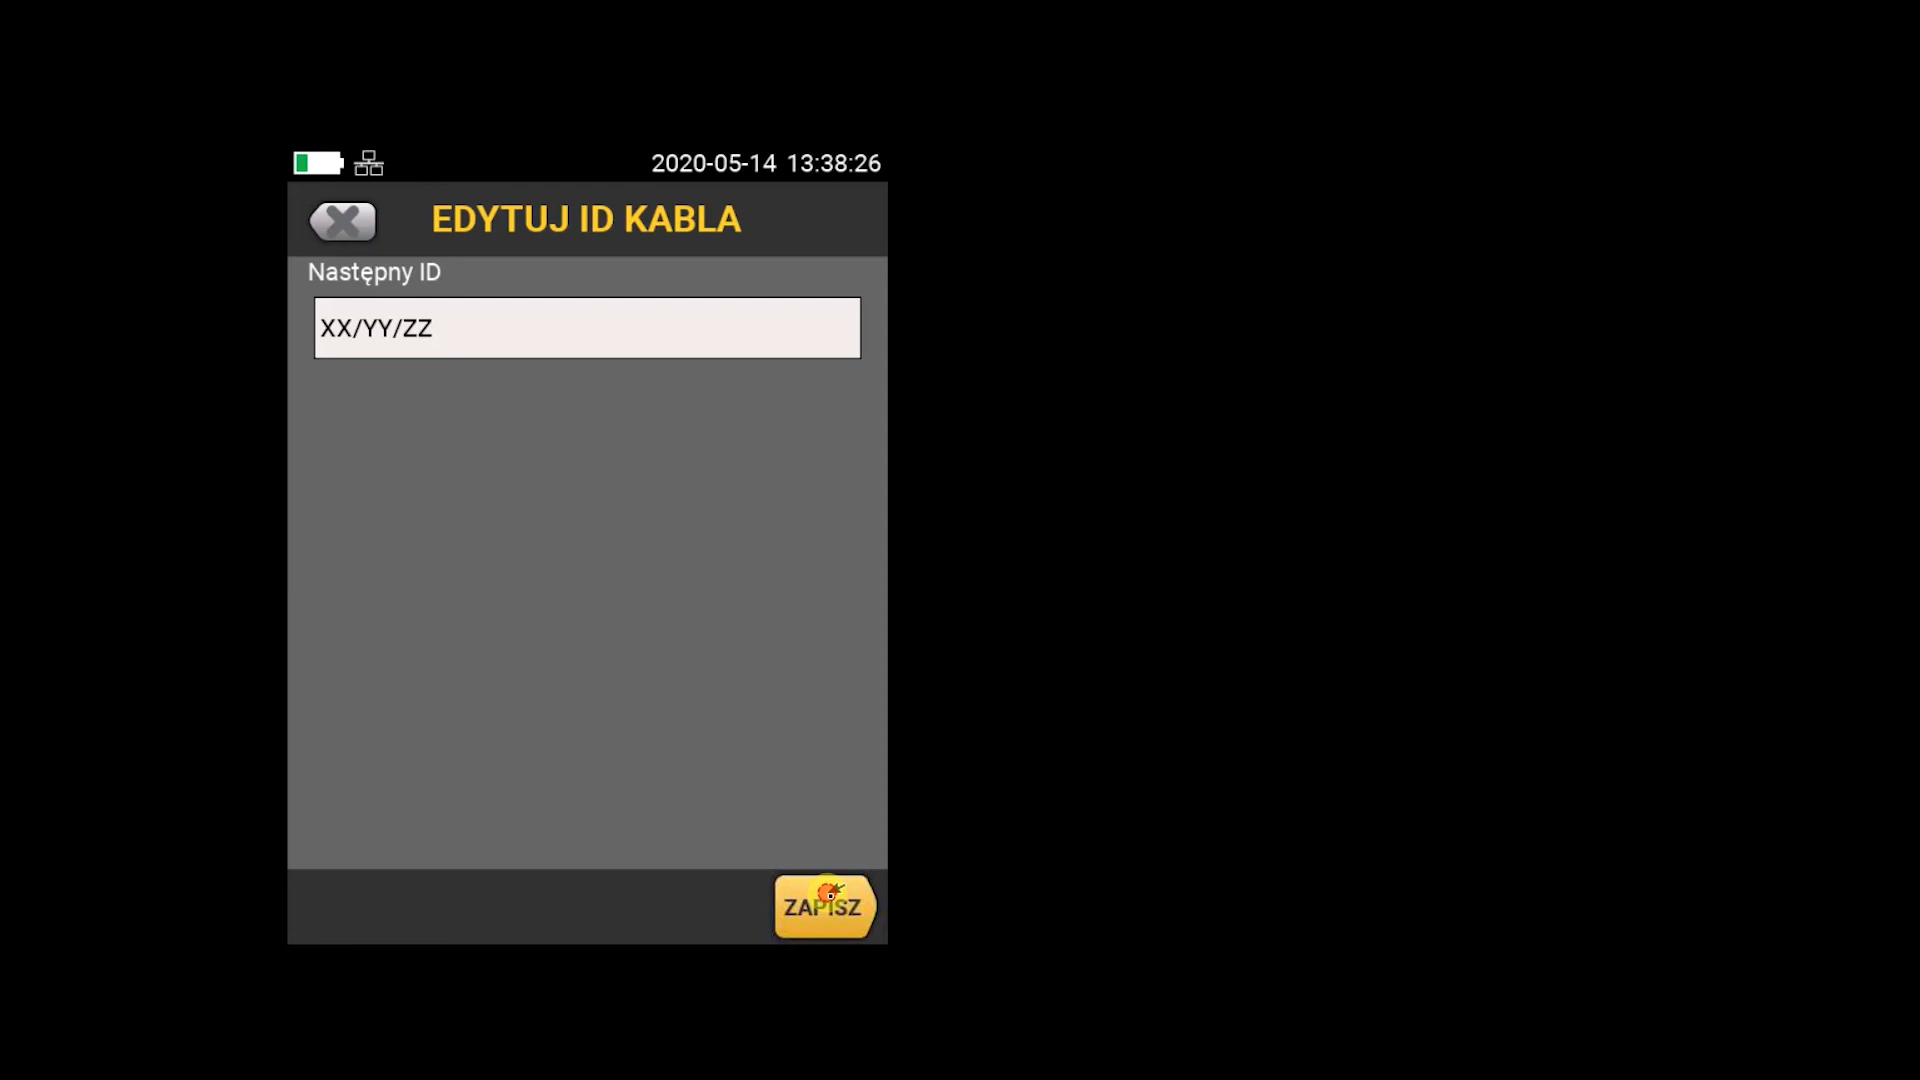 2020-05-14 13:38:26
EDYTUJ ID KABLA
Następny ID
XX/YY/ZZ
ZAPISZ